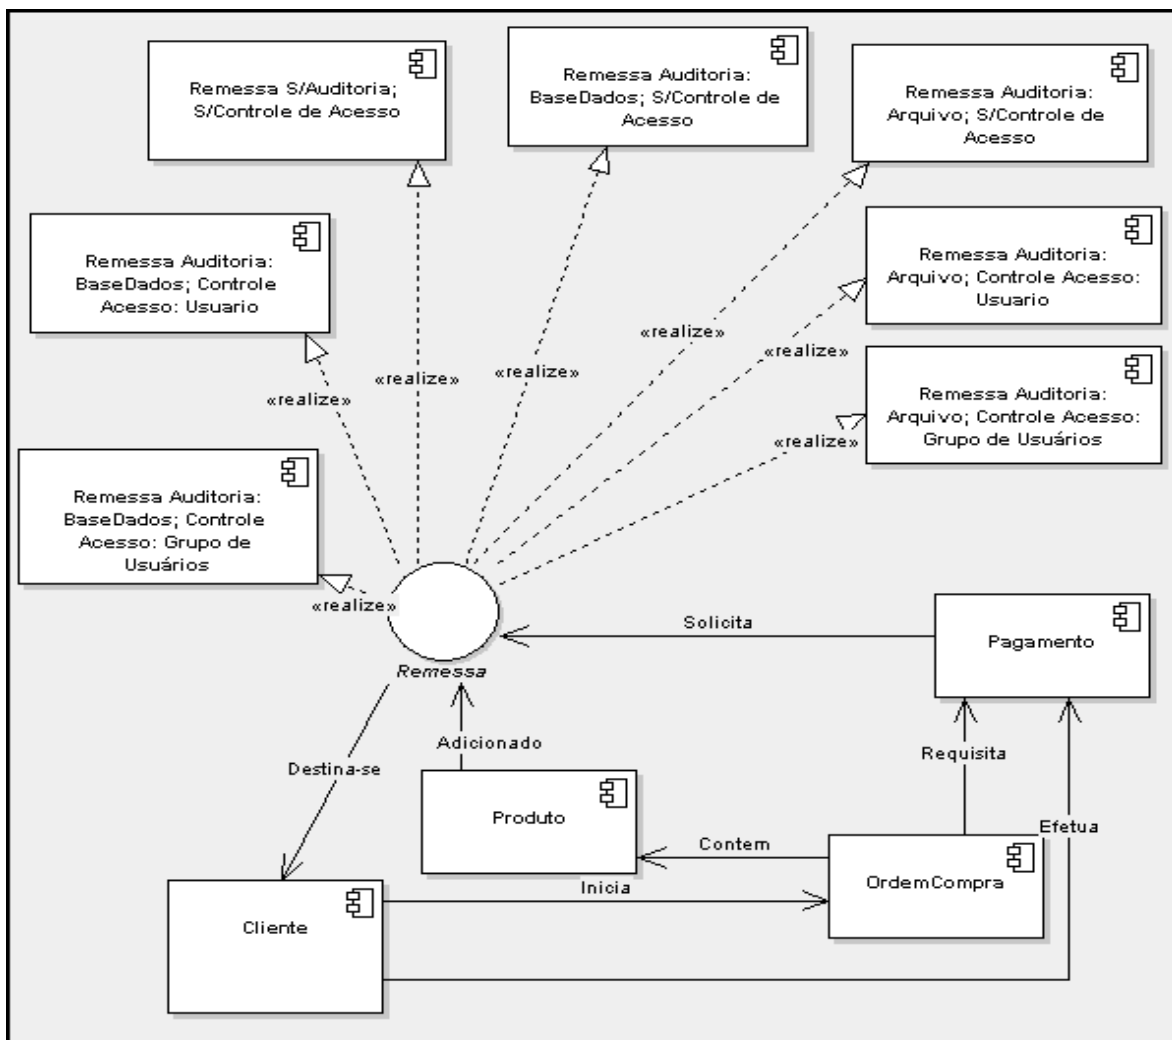 Remessa S/Auditoria;
S/Controle de Acesso
Remessa Auditoria:
BaseDados; S/Controle de
Acesso
Remessa Auditoria:
Arquivo; S/Controle de
Acesso
Remessa Auditoria:
BaseDados; Controle
Acesso: Usuario
Remessa Auditoria:
Arquivo; Controle Acesso:
Usuario
«realize»
«realize»
«realize»
«realize»
«realize»
Remessa Auditoria:
Arquivo; Controle Acesso:
Grupo de Usuários
«realize»
Remessa Auditoria:
BaseDados; Controle
Acesso: Grupo de
Usuários
«realize»
Remessa
Solicita
Pagamento
Adicionado
Requisita
Destina-se
Produto
Contem
Efetua
OrdemCompra
Inicia
Cliente